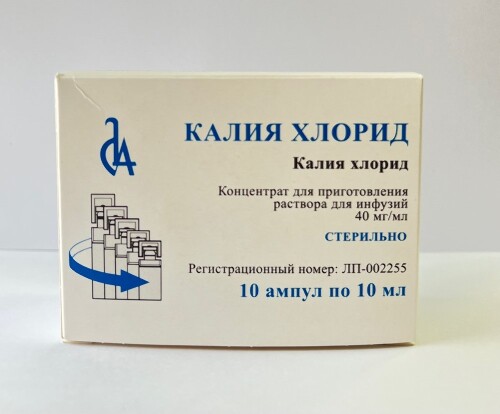 КАЛИЯ ХЛОРИД
Калия хлорид
Концентрат для приготовления
раствора для инфузий
40 мг/мл
СТЕРИЛЬНО
Регистрационный номер: ЛП-002255
10 ампул по 10 мл